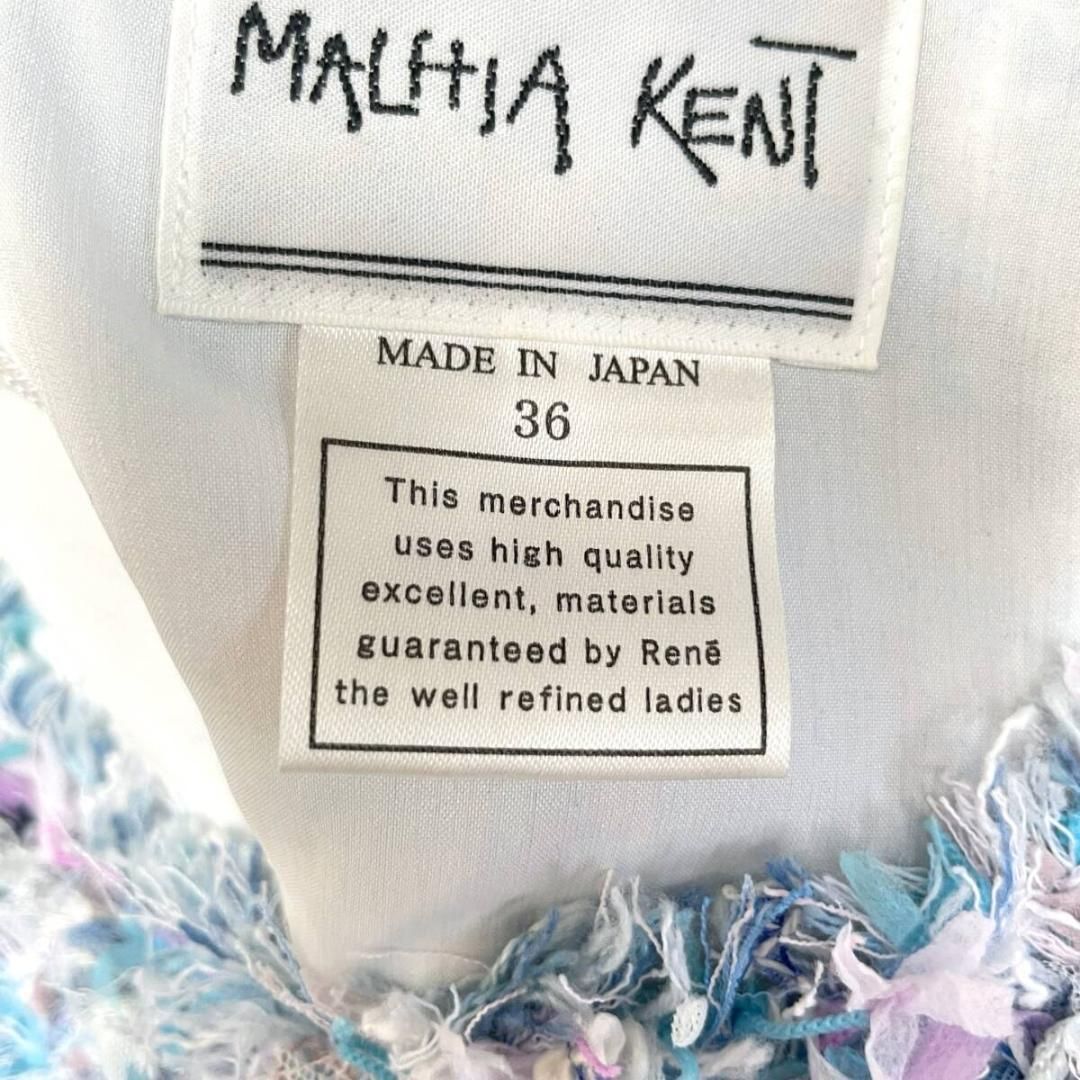 MALHIA KENT
MADE IN JAPAN
36
This merchandise
uses high quality
excellent, materials
guaranteed by Renē
the well refined ladies